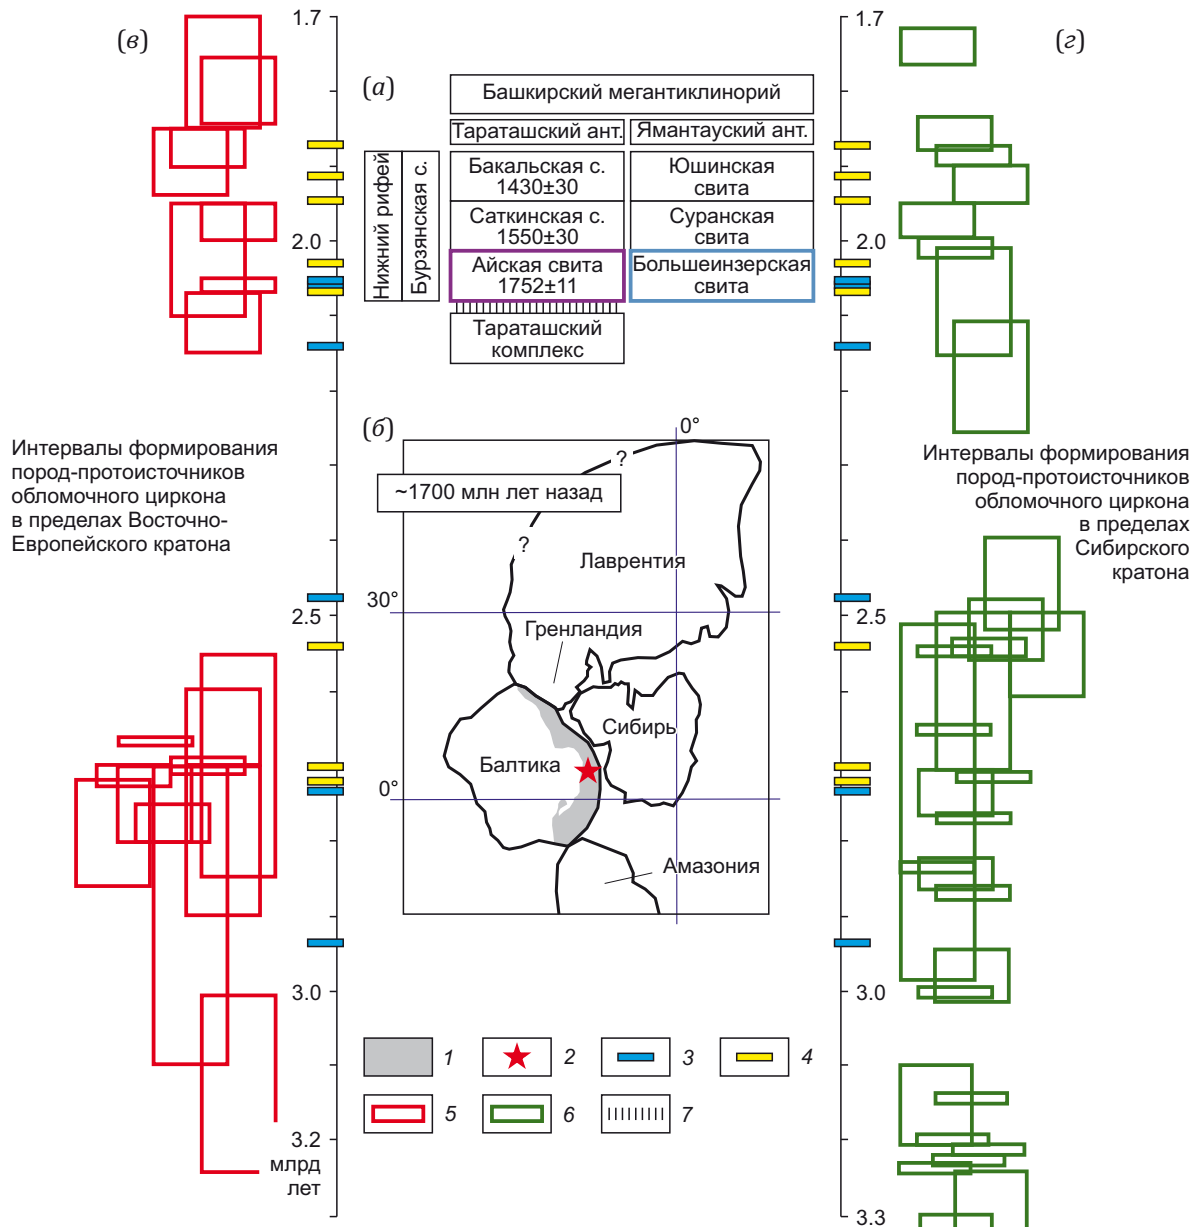 (в)
1.7
2.0
2.5
3.0
3.2
млрд
лет
Интервалы формирования
пород-протоисточников
обломочного циркона
в пределах Восточно-
Европейского кратона
(а)
Башкирский мегантиклинорий
Тараташский ант.
Ямантауский ант.
Нижний рифей
Бурзянская с.
Бакальская с.
1430±30
Юшинская
свита
Саткинская с.
1550±30
Суранская
свита
Айская свита
1752±11
Большеинзерская
свита
Тараташский
комплекс
(б)
0°
~1700 млн лет назад
?
?
Лаврентия
30°
Гренландия
Сибирь
Балтика
0°
Амазония
1
2
3
4
5
6
7
(г)
1.7
2.0
2.5
3.0
3.3
Интервалы формирования
пород-протоисточников
обломочного циркона
в пределах
Сибирского
кратона